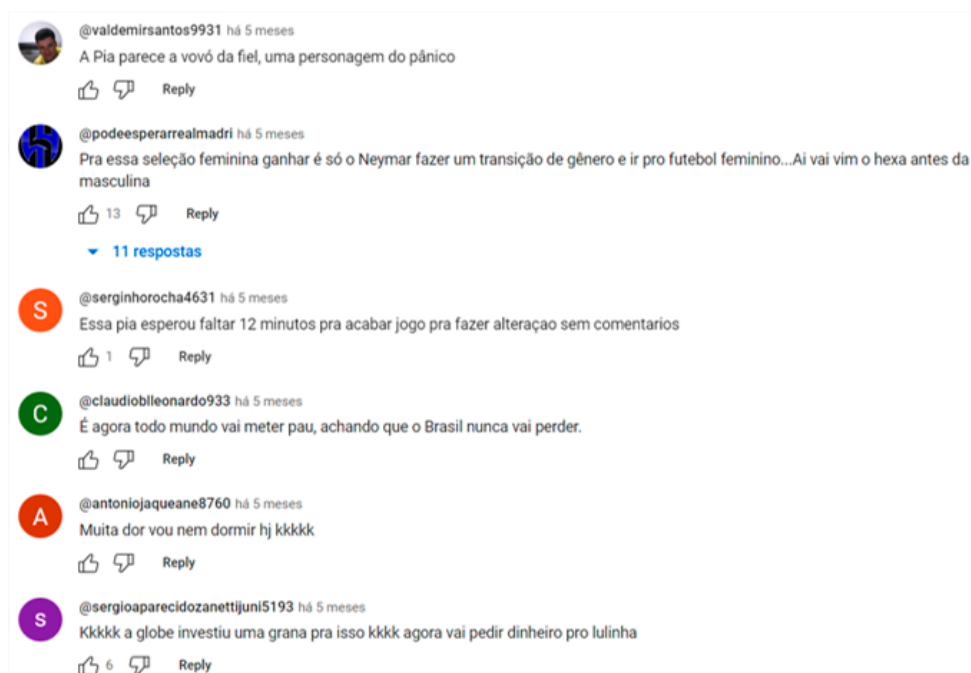 @valdemirsantos9931 há 5 meses
A Pia parece a vovó da fiel, uma personagem do pânico
Reply
@podeesperarrealmadri há 5 meses
Pra essa seleção feminina ganhar é só o Neymar fazer um transição de gênero e ir pro futebol feminino...Ai vai vim o hexa antes da
masculina
13 Reply
11 respostas
S
@serginhorocha4631 há 5 meses
Essa pia esperou faltar 12 minutos pra acabar jogo pra fazer alteraçao sem comentarios
1 Reply
C
@claudioblleonardo933 há 5 meses
É agora todo mundo vai meter pau, achando que o Brasil nunca vai perder.
Reply
A
@antoniojaqueane8760 há 5 meses
Muita dor vou nem dormir hj kkkkk
Reply
s
@sergioaparecidozanettijuni5193 há 5 meses
Kkkkk a globe investiu uma grana pra isso kkkk agora vai pedir dinheiro pro lulinha
6 Reply